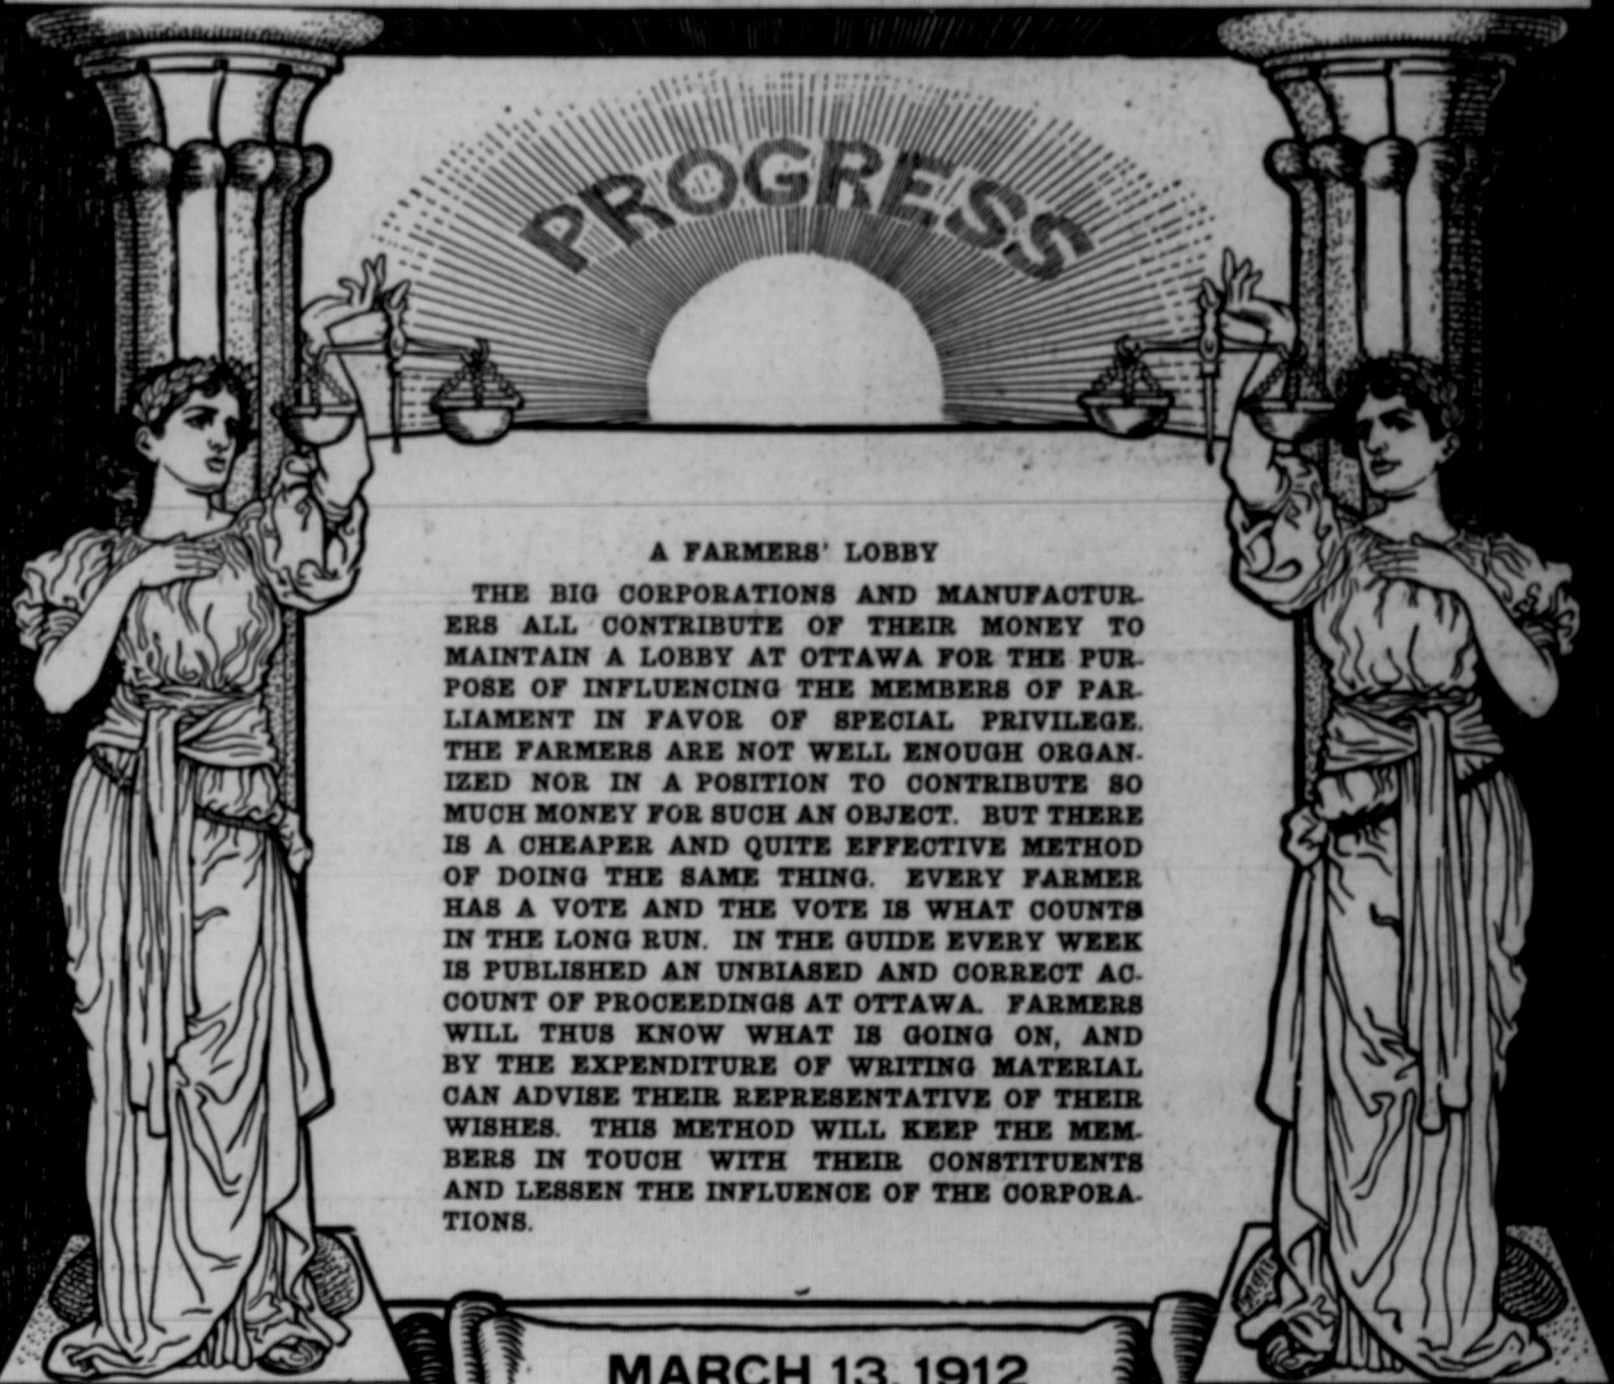 PROGRESS
A FARMERS' LOBBY
THE BIG CORPORATIONS AND MANUFACTUR-
ERS ALL CONTRIBUTE OF THEIR MONEY TO
MAINTAIN A LOBBY AT OTTAWA FOR THE PUR-
POSE OF INFLUENCING THE MEMBERS OF PAR-
LIAMENT IN FAVOR OF SPECIAL PRIVILEGE.
THE FARMERS ARE NOT WELL ENOUGH ORGAN-
IZED NOR IN A POSITION TO CONTRIBUTE SO
MUCH MONEY FOR SUCH AN OBJECT. BUT THERE
IS A CHEAPER AND QUITE EFFECTIVE METHOD
OF DOING THE SAME THING. EVERY FARMER
HAS A VOTE AND THE VOTE IS WHAT COUNTS
IN THE LONG RUN. IN THE GUIDE EVERY WEEK
IS PUBLISHED AN UNBIASED AND CORRECT AC-
COUNT OF PROCEEDINGS AT OTTAWA. FARMERS
WILL THUS KNOW WHAT IS GOING ON, AND
BY THE EXPENDITURE OF WRITING MATERIAL
CAN ADVISE THEIR REPRESENTATIVE OF THEIR
WISHES. THIS METHOD WILL KEEP THE MEM-
BERS IN TOUCH WITH THEIR CONSTITUENTS
AND LESSEN THE INFLUENCE OF THE CORPORA-
TIONS.
MARCH 13, 1912